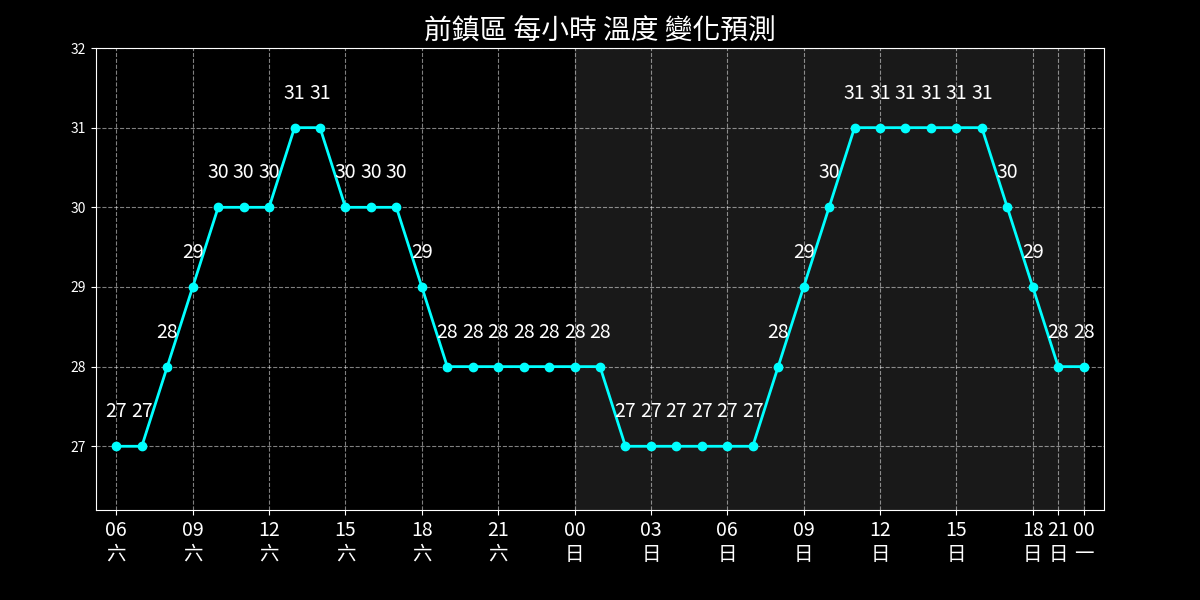 前鎮區 每小時 溫度 變化預測
32
31 31 31 31 31 31 31 31
31
30 30 30 30 30 30 30 30
30
29 29 29 29
29
28 28 28 28 28 28 28 28 28 28 28
28
27 27 27 27 27 27 27 27
27
06 09 12 15 18 21 00 03 06 09 12 15 18 21 00
六 六 六 六 六 六 日 日 日 日 日 日 日 日 一